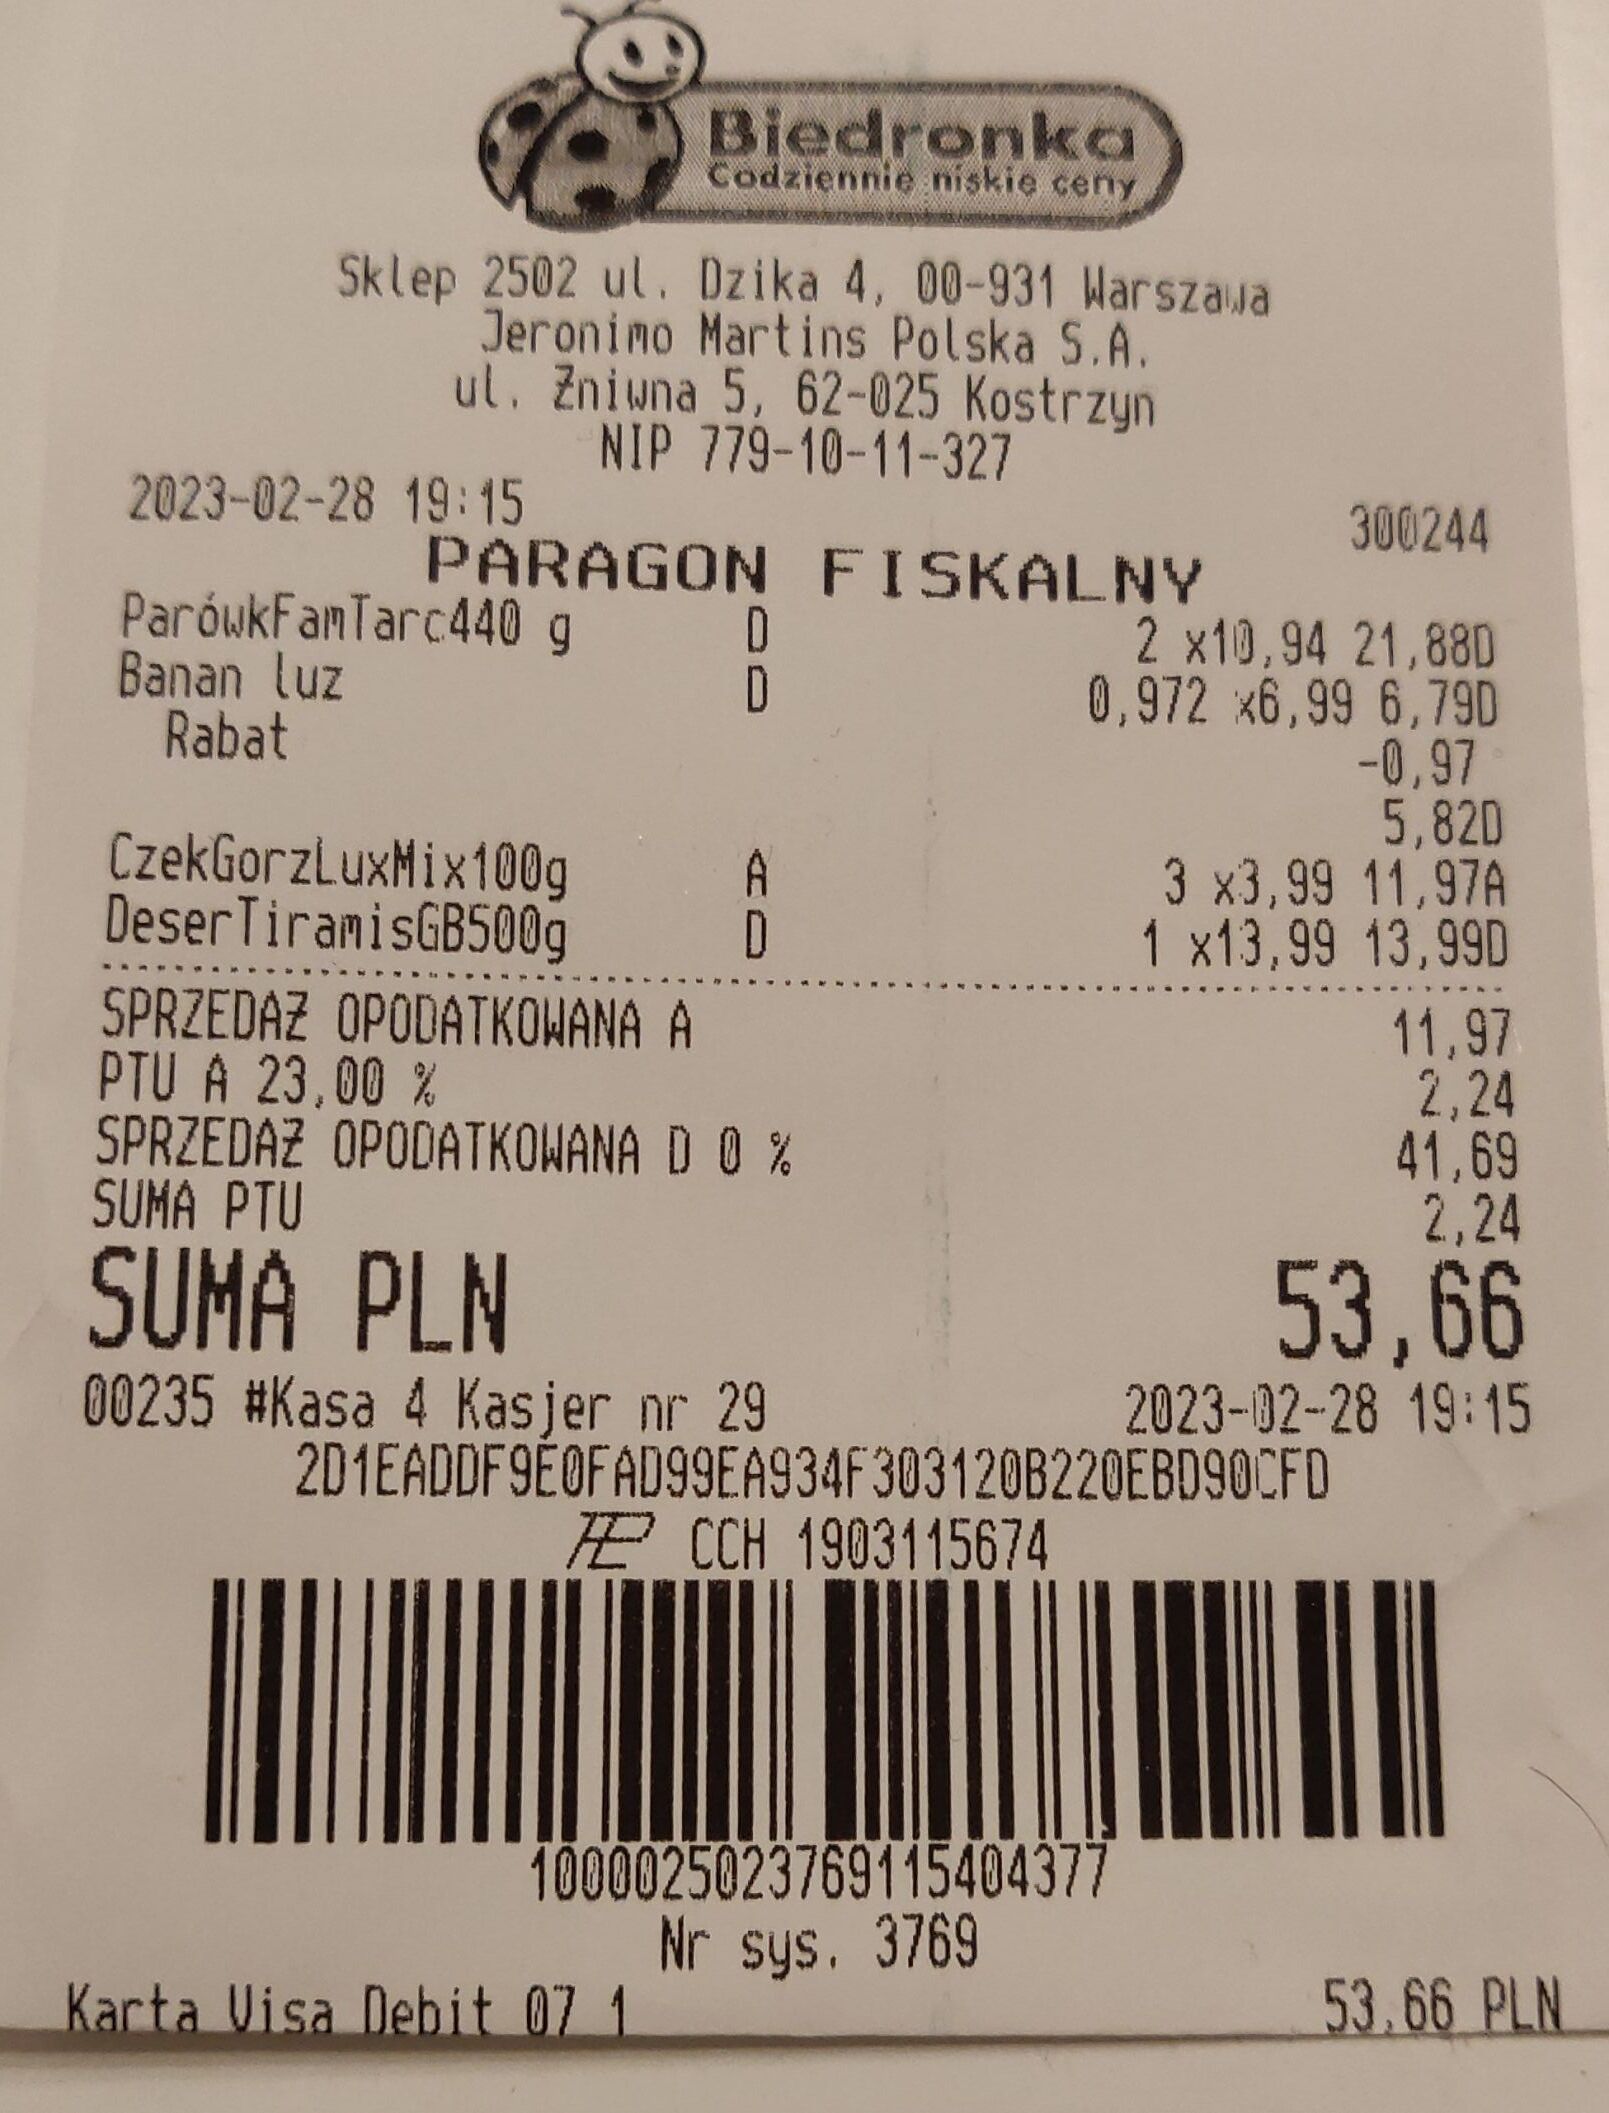 Biedronka
Codziennie niskie ceny
Sklep 2502 ul. Dzika 4, 00-931 Warszawa
Jeronimo Martins Polska S.A.
ul. Żniwna 5, 62-025 Kostrzyn
NIP 779-10-11-327
2023-02-28 19:15 300244
PARAGON FISKALNY
ParówkFamTarc440 g D 2 x10,94 21,88D
Banan luz D 0,972 x6,99 6,79D
Rabat -0,97
5,82D
CzekGorzLuxMix100g A 3 x3,99 11,97A
DeserTiramisGB500g D 1 x13,99 13,99D
SPRZEDAŻ OPODATKOWANA A 11,97
PTU A 23,00 % 2,24
SPRZEDAŻ OPODATKOWANA D 0 % 41,69
SUMA PTU 2,24
SUMA PLN 53,66
00235 #Kasa 4 Kasjer nr 29 2023-02-28 19:15
2D1EADDF9E0FAD99EA934F303120B220EBD90CFD
CCH 1903115674
1000025023769115404377
Nr sys. 3769
Karta Visa Debit 07 1 53,66 PLN